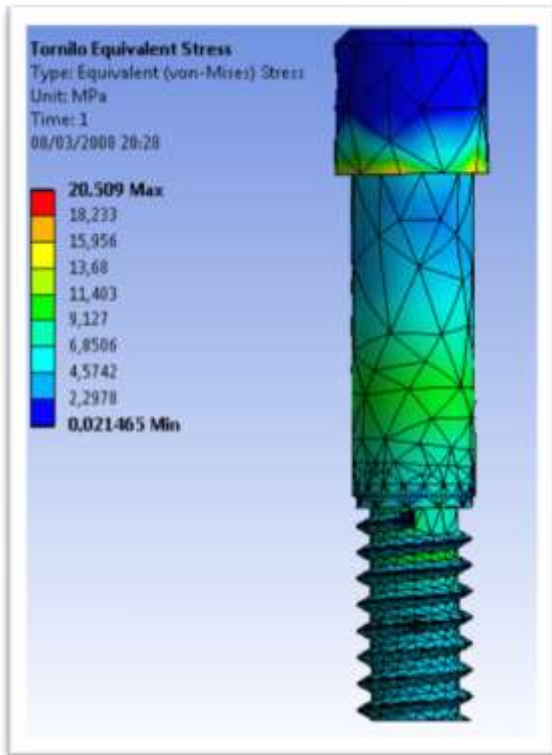 Tornilo Equivalent Stress
Type: Equivalent (von-Mises) Stress
Unit: MPa
Time: 1
08/03/2008 20:28
20.509 Max
18,233
15,956
13,68
11,403
9,127
6,8506
4,5742
2,2978
0.021465 Min